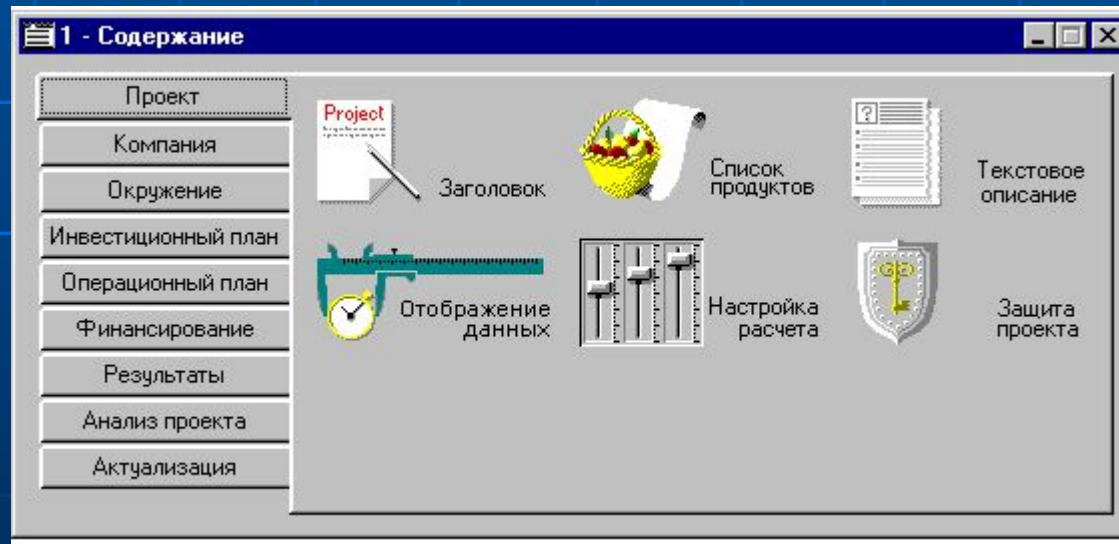 1 - Содержание
Проект
Компания
Окружение
Инвестиционный план
Операционный план
Финансирование
Результаты
Анализ проекта
Актуализация
Project
Заголовок
Список
продуктов
?
Текстовое
описание
Отображение
данных
Настройка
расчета
Защита
проекта